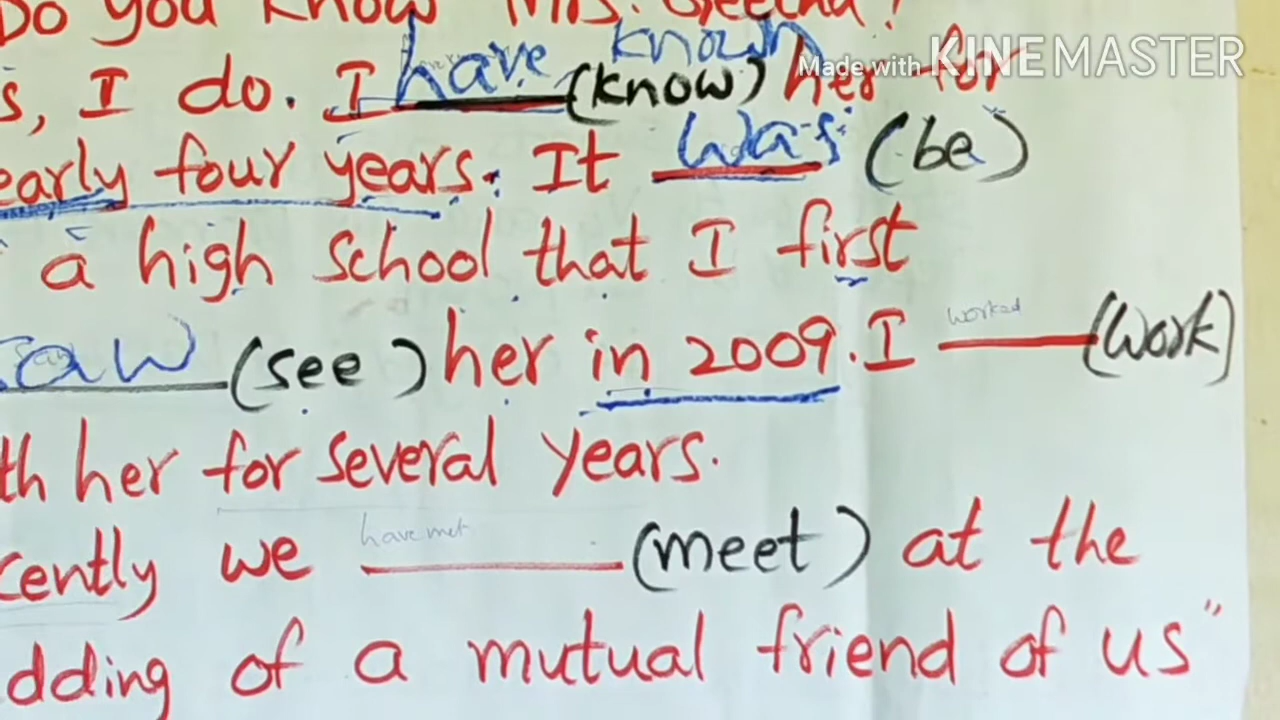 Do you know Mrs. Geetha?
s, I do. I have known (know) her for
early four years. It was (be)
a high school that I first
saw (see) her in 2009. I worked (work)
th her for several years.
cently we have met (meet) at the
dding of a mutual friend of us"
Made with KINEMASTER